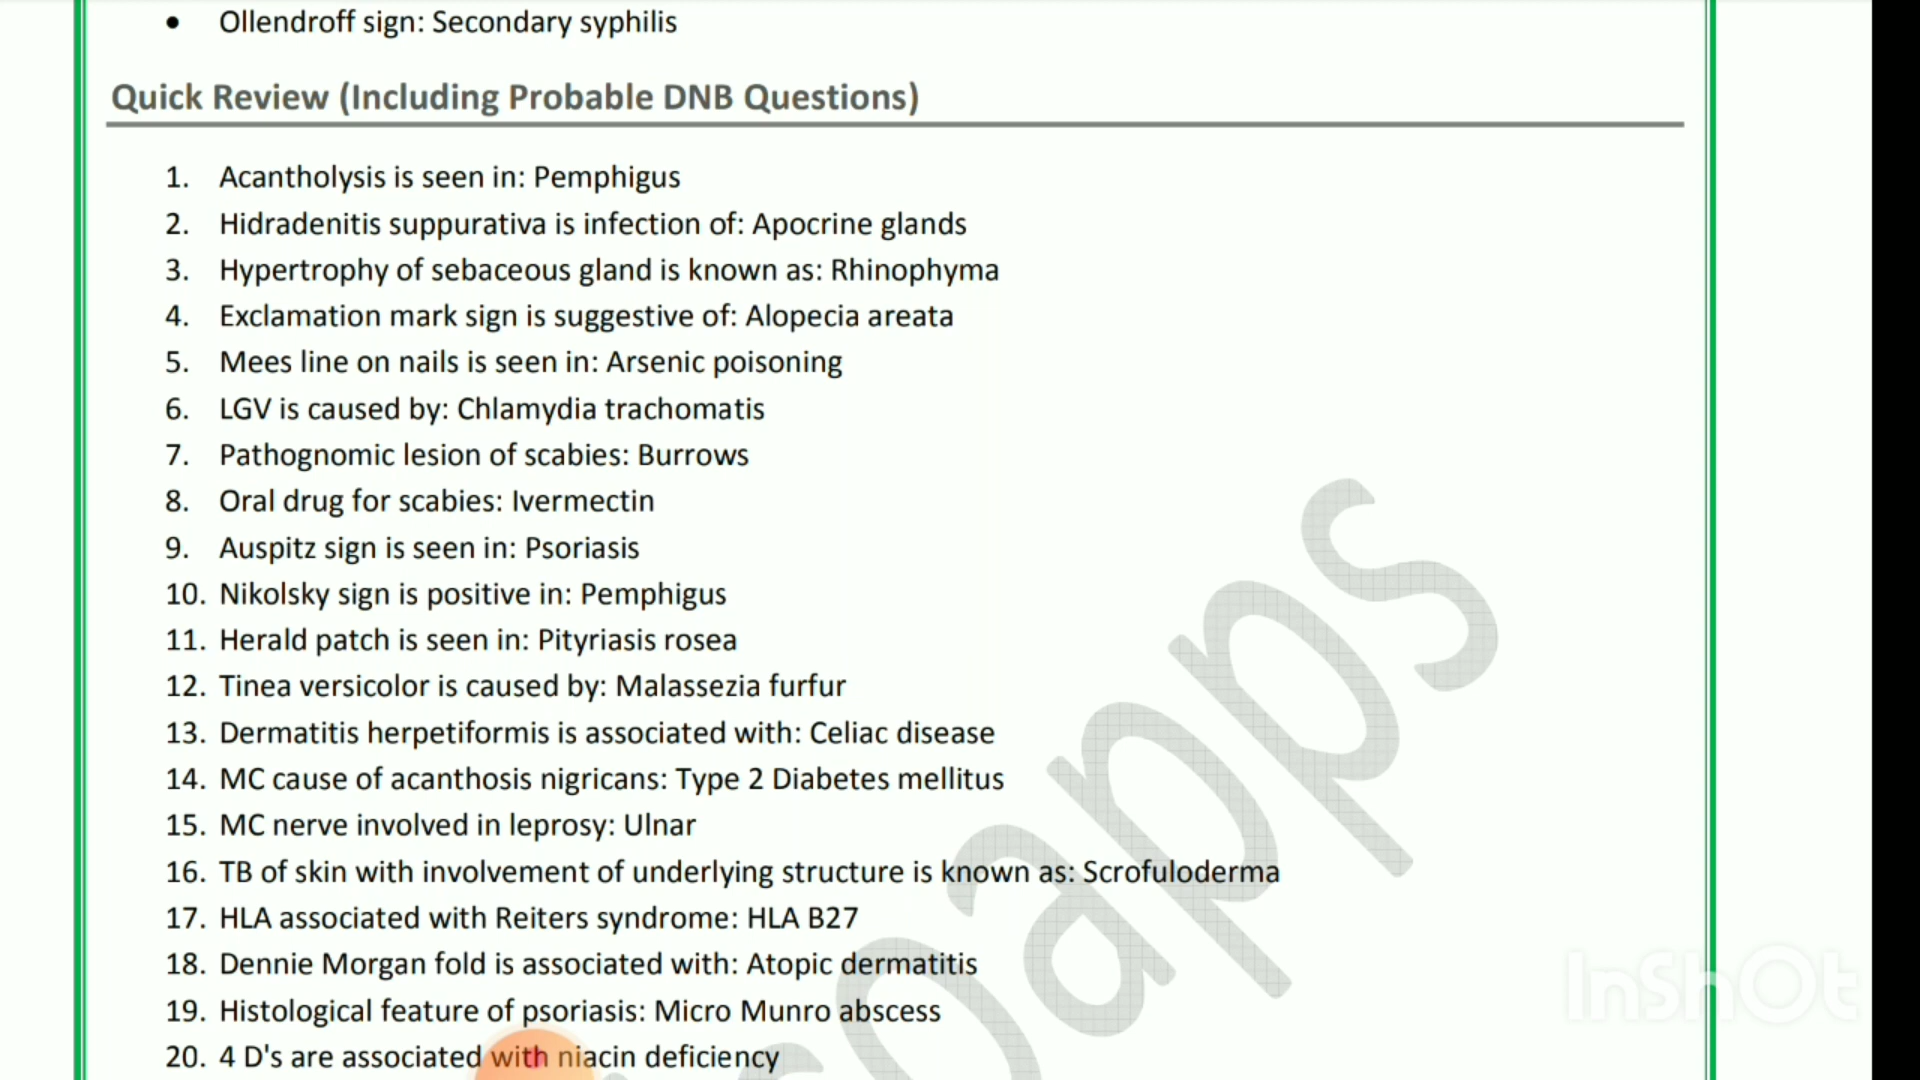 • Ollendroff sign: Secondary syphilis
Quick Review (Including Probable DNB Questions)
1. Acantholysis is seen in: Pemphigus
2. Hidradenitis suppurativa is infection of: Apocrine glands
3. Hypertrophy of sebaceous gland is known as: Rhinophyma
4. Exclamation mark sign is suggestive of: Alopecia areata
5. Mees line on nails is seen in: Arsenic poisoning
6. LGV is caused by: Chlamydia trachomatis
7. Pathognomic lesion of scabies: Burrows
8. Oral drug for scabies: Ivermectin
9. Auspitz sign is seen in: Psoriasis
10. Nikolsky sign is positive in: Pemphigus
11. Herald patch is seen in: Pityriasis rosea
12. Tinea versicolor is caused by: Malassezia furfur
13. Dermatitis herpetiformis is associated with: Celiac disease
14. MC cause of acanthosis nigricans: Type 2 Diabetes mellitus
15. MC nerve involved in leprosy: Ulnar
16. TB of skin with involvement of underlying structure is known as: Scrofuloderma
17. HLA associated with Reiters syndrome: HLA B27
18. Dennie Morgan fold is associated with: Atopic dermatitis
19. Histological feature of psoriasis: Micro Munro abscess
20. 4 D's are associated with niacin deficiency
InShOt